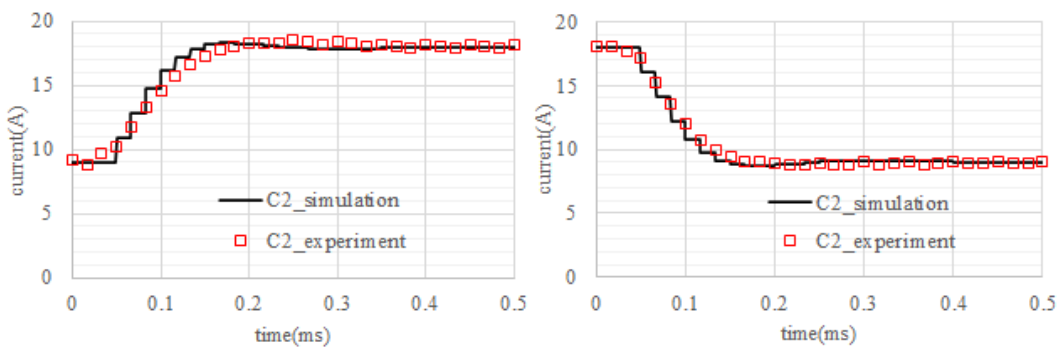 20
15
10
5
0
current(A)
C2_simulation
C2_experiment
0 0.1 0.2 0.3 0.4 0.5
time(ms)
20
15
10
5
0
current(A)
C2_simulation
C2_experiment
0 0.1 0.2 0.3 0.4 0.5
time(ms)